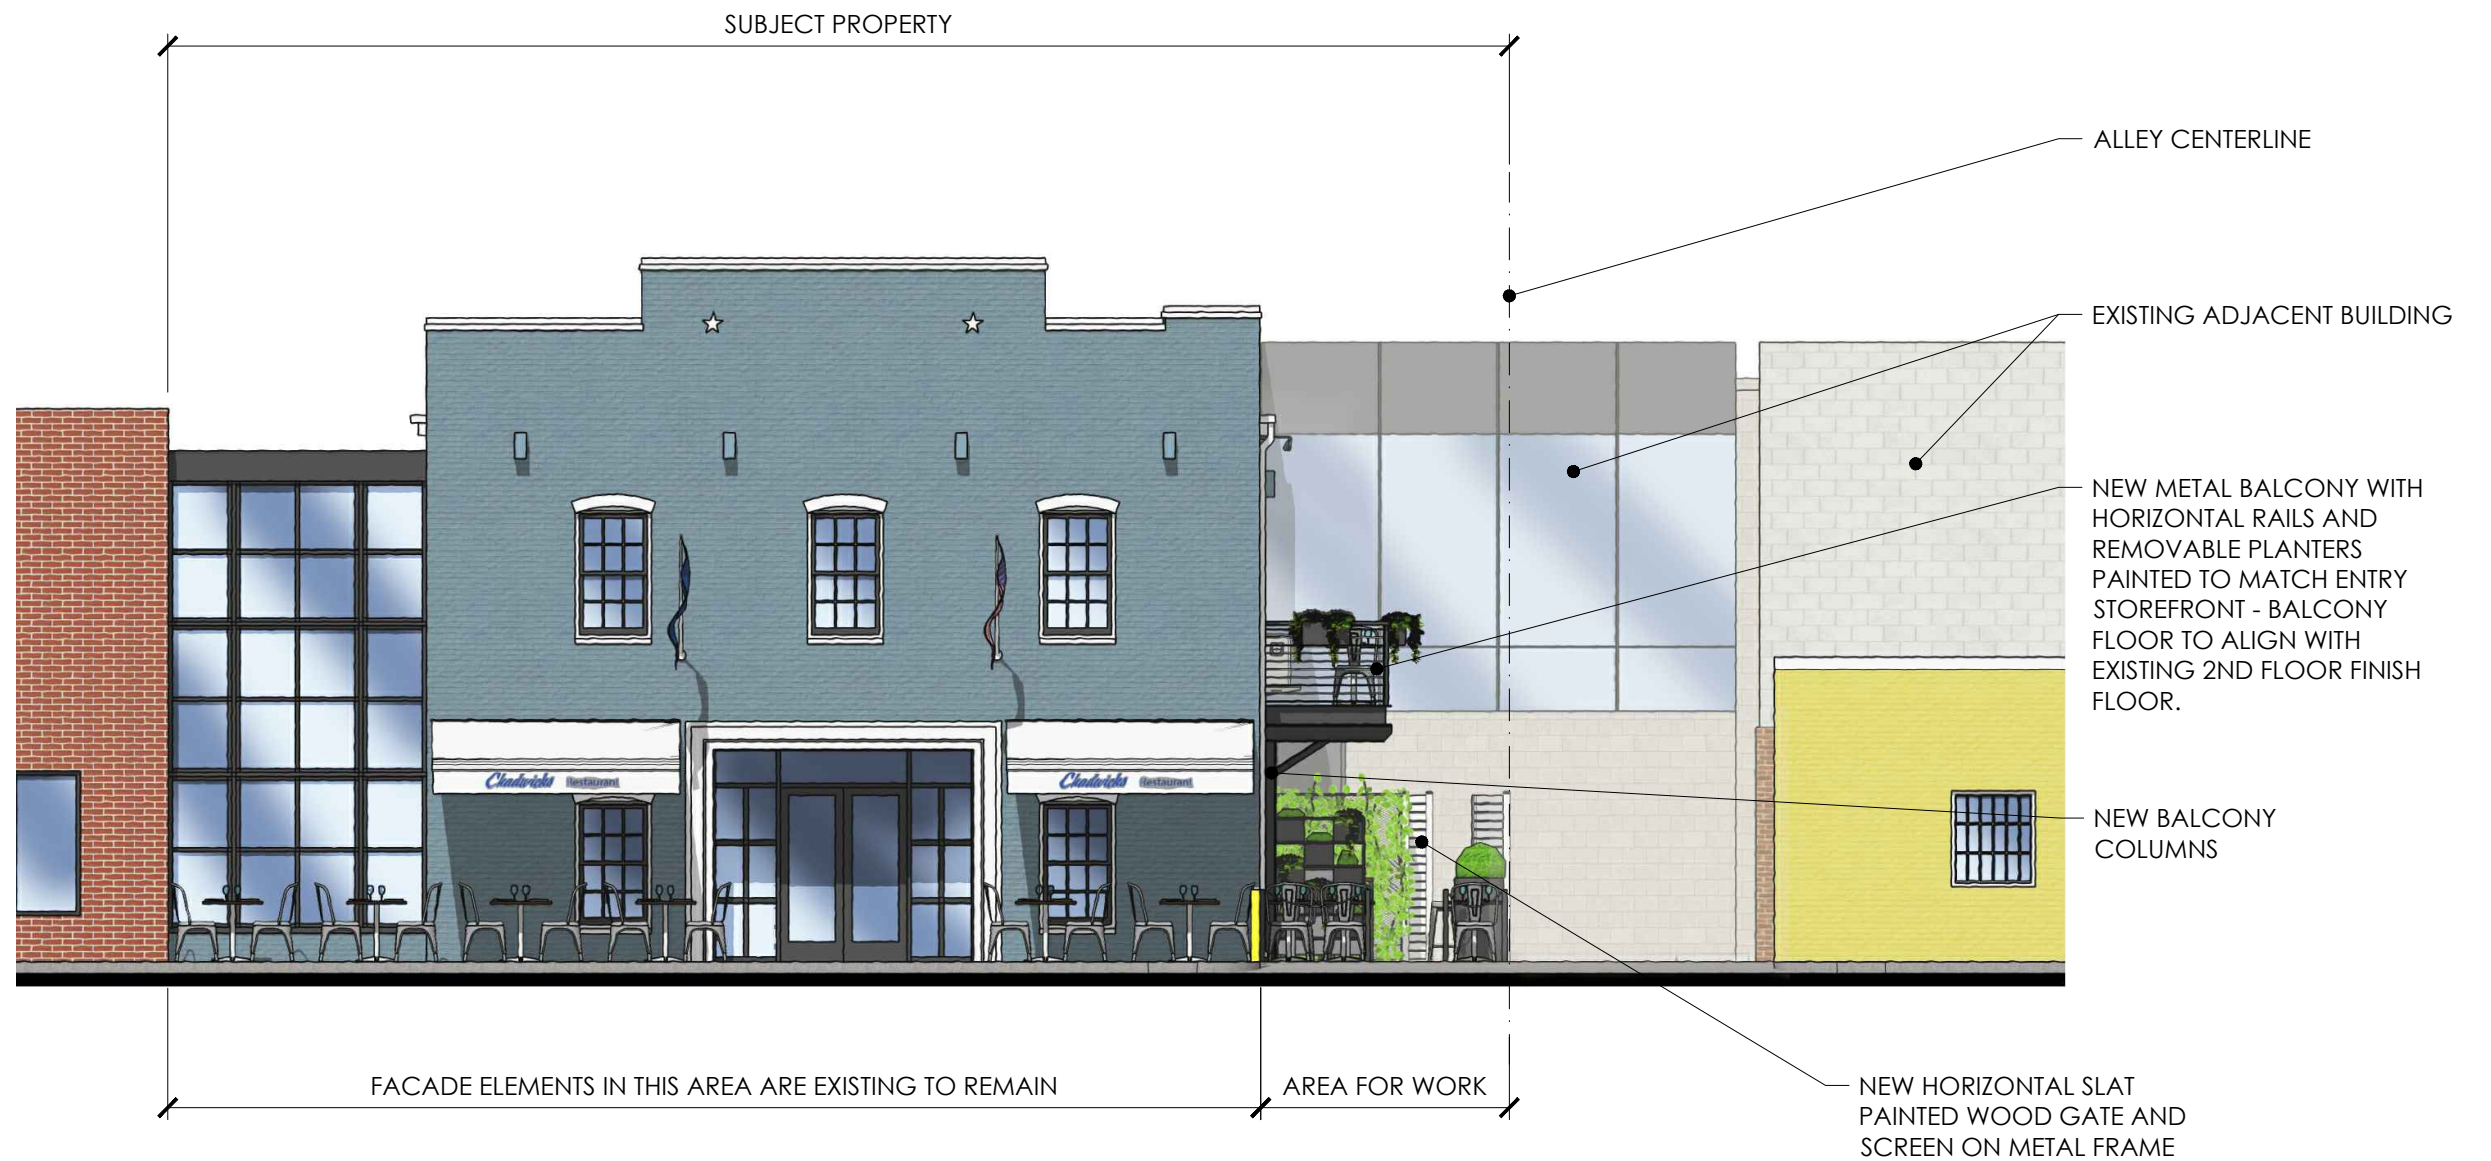 SUBJECT PROPERTY
ALLEY CENTERLINE
EXISTING ADJACENT BUILDING
NEW METAL BALCONY WITH
HORIZONTAL RAILS AND
REMOVABLE PLANTERS
PAINTED TO MATCH ENTRY
STOREFRONT - BALCONY
FLOOR TO ALIGN WITH
EXISTING 2ND FLOOR FINISH
FLOOR.
Chadwicks Restaurant
Chadwicks Restaurant
NEW BALCONY
COLUMNS
FACADE ELEMENTS IN THIS AREA ARE EXISTING TO REMAIN
AREA FOR WORK
NEW HORIZONTAL SLAT
PAINTED WOOD GATE AND
SCREEN ON METAL FRAME